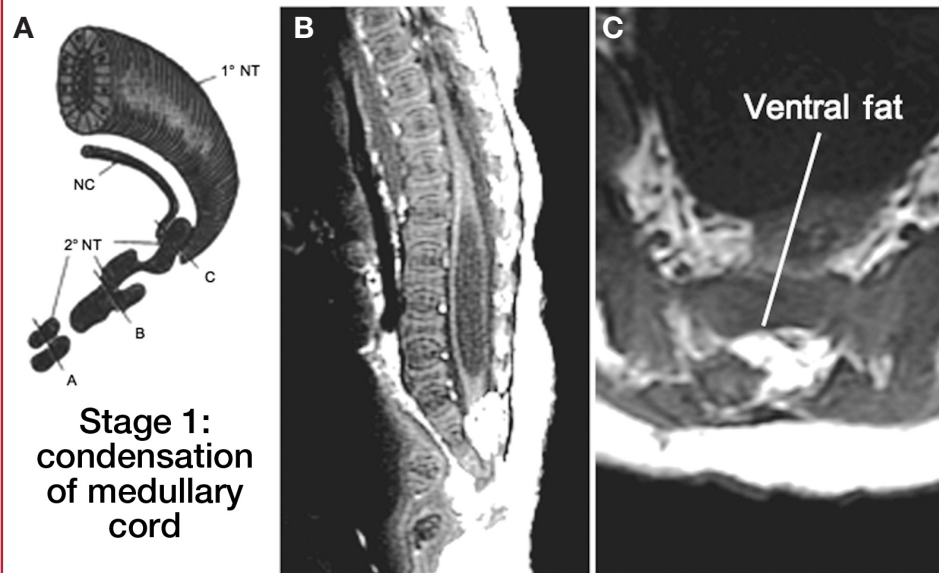 A
1° NT
NC
2° NT
C
B
A
Stage 1:
condensation
of medullary
cord
B
C
Ventral fat